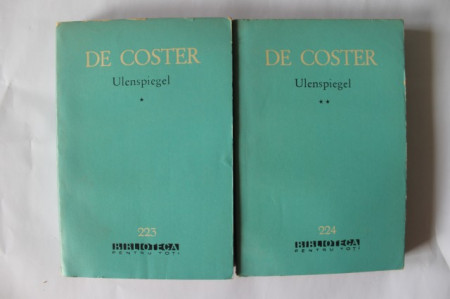 DE COSTER
Ulenspiegel
*
223
BIBLIOTECA
PENTRU TOȚI
DE COSTER
Ulenspiegel
**
224
BIBLIOTECA
PENTRU TOȚI